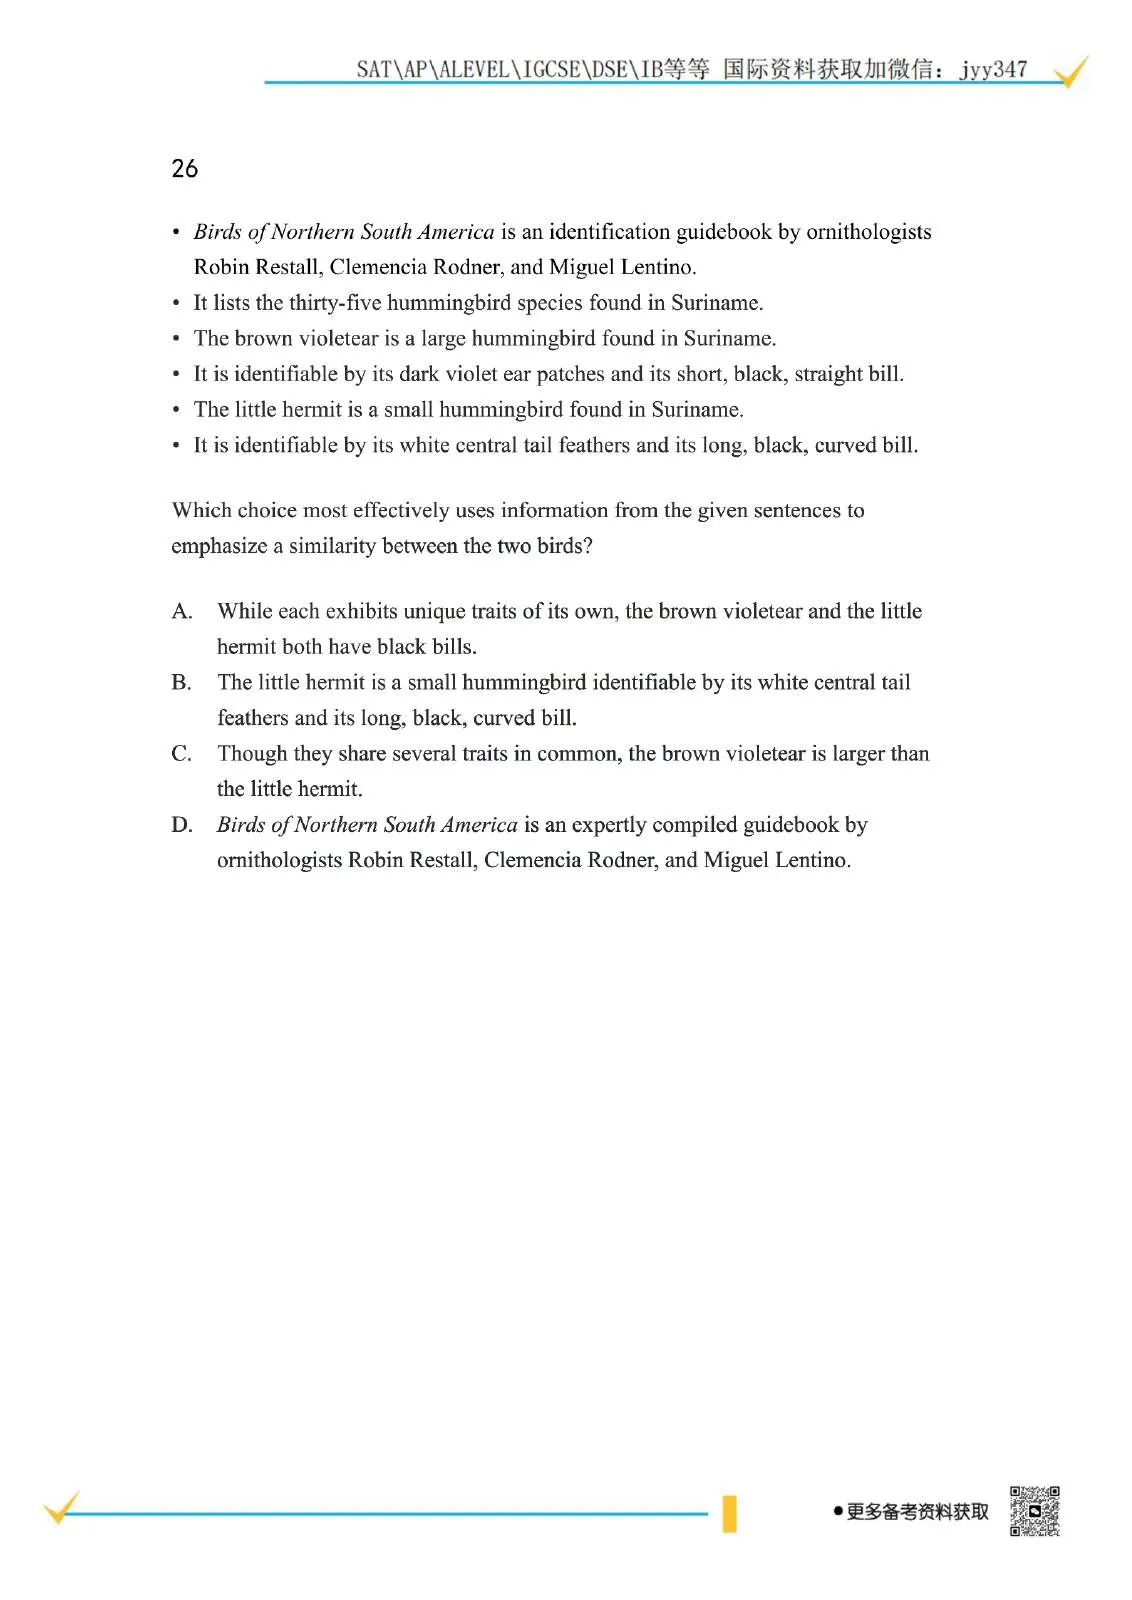 SAT\AP\ALEVEL\IGCSE\DSE\IB等等 国际资料获取加微信：jyy347
26
• Birds of Northern South America is an identification guidebook by ornithologists
Robin Restall, Clemencia Rodner, and Miguel Lentino.
• It lists the thirty-five hummingbird species found in Suriname.
• The brown violetear is a large hummingbird found in Suriname.
• It is identifiable by its dark violet ear patches and its short, black, straight bill.
• The little hermit is a small hummingbird found in Suriname.
• It is identifiable by its white central tail feathers and its long, black, curved bill.
Which choice most effectively uses information from the given sentences to
emphasize a similarity between the two birds?
A. While each exhibits unique traits of its own, the brown violetear and the little
hermit both have black bills.
B. The little hermit is a small hummingbird identifiable by its white central tail
feathers and its long, black, curved bill.
C. Though they share several traits in common, the brown violetear is larger than
the little hermit.
D. Birds of Northern South America is an expertly compiled guidebook by
ornithologists Robin Restall, Clemencia Rodner, and Miguel Lentino.
●更多备考资料获取